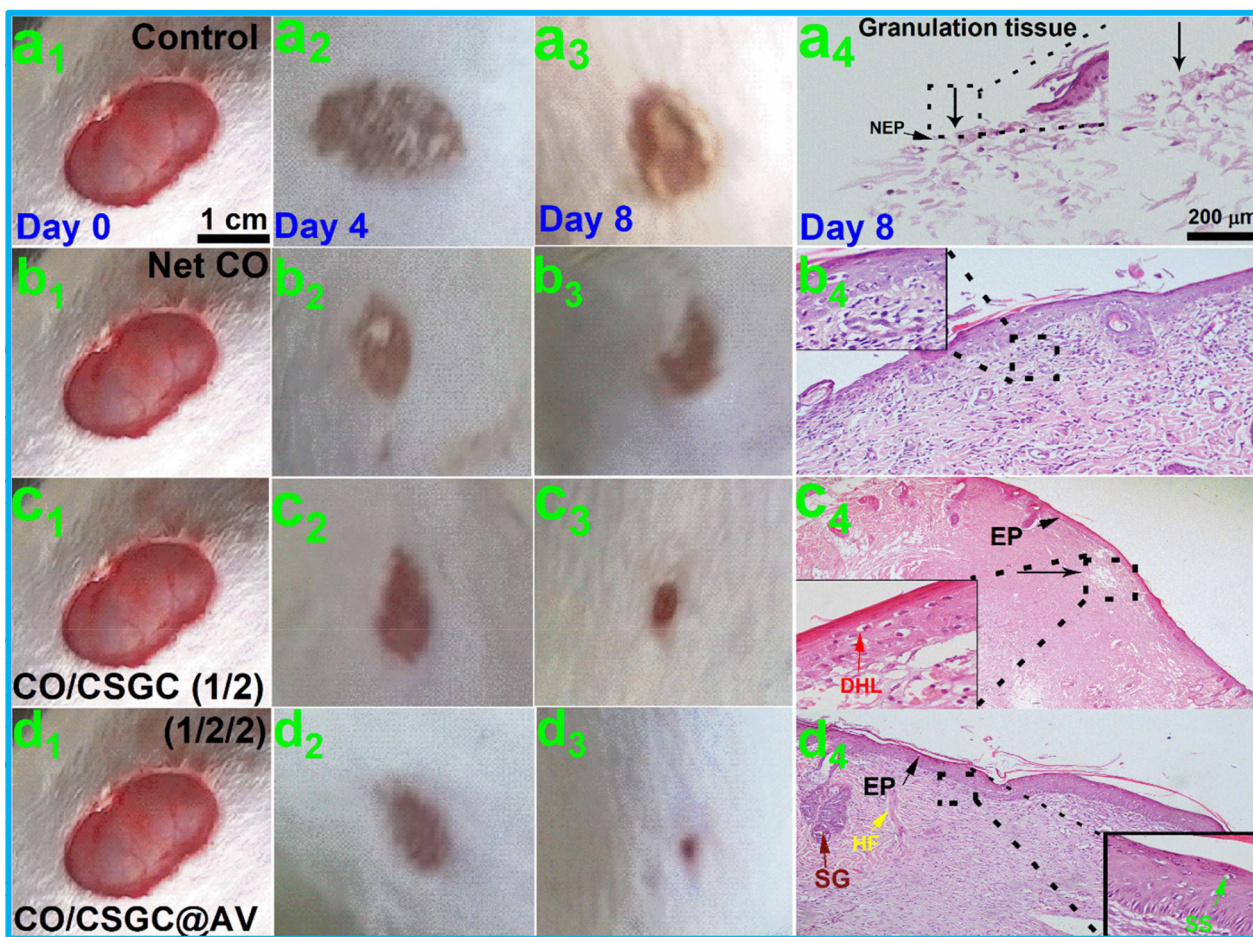 a1 Control a2 a3 a4 Granulation tissue
NEP
Day 0 1 cm Day 4 Day 8 Day 8 200 μm
b1 Net CO b2 b3 b4
c1 c2 c3 c4
EP
DHL
CO/CSGC (1/2)
d1 (1/2/2) d2 d3 d4
EP
HF
SG
SS
CO/CSGC@AV